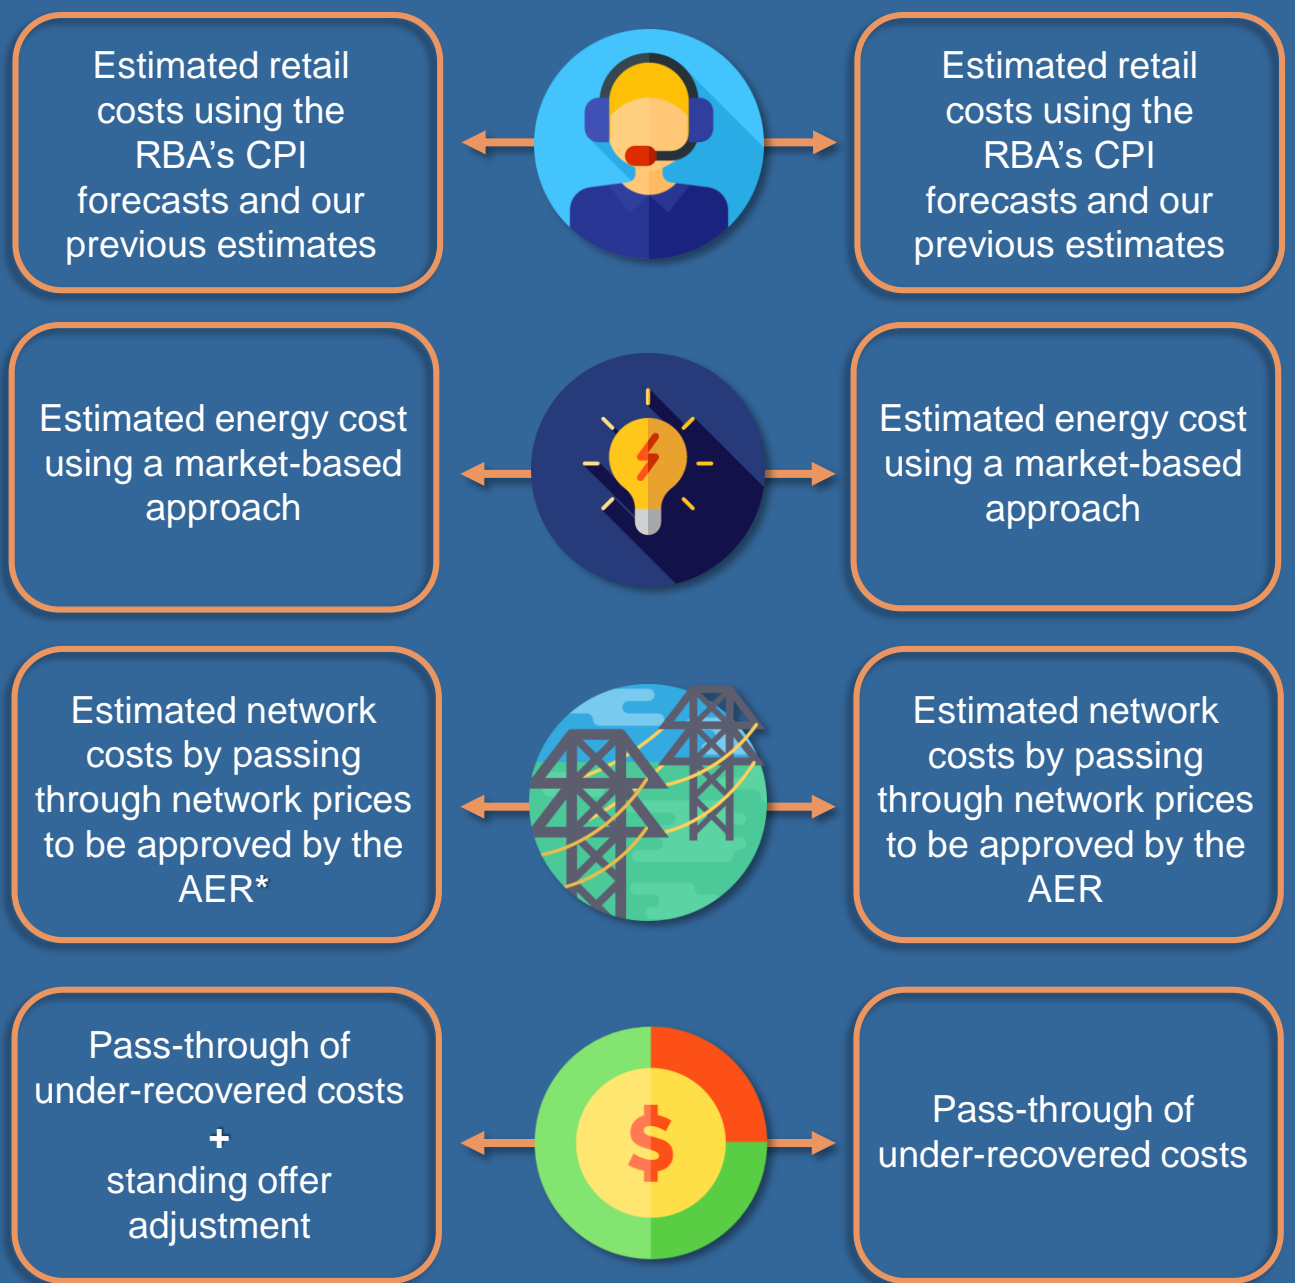 Estimated retail
costs using the
RBA's CPI
forecasts and our
previous estimates
Estimated retail
costs using the
RBA's CPI
forecasts and our
previous estimates
Estimated energy cost
using a market-based
approach
Estimated energy cost
using a market-based
approach
Estimated network
costs by passing
through network prices
to be approved by the
AER*
Estimated network
costs by passing
through network prices
to be approved by the
AER
Pass-through of
under-recovered costs
+
standing offer
adjustment
$
Pass-through of
under-recovered costs